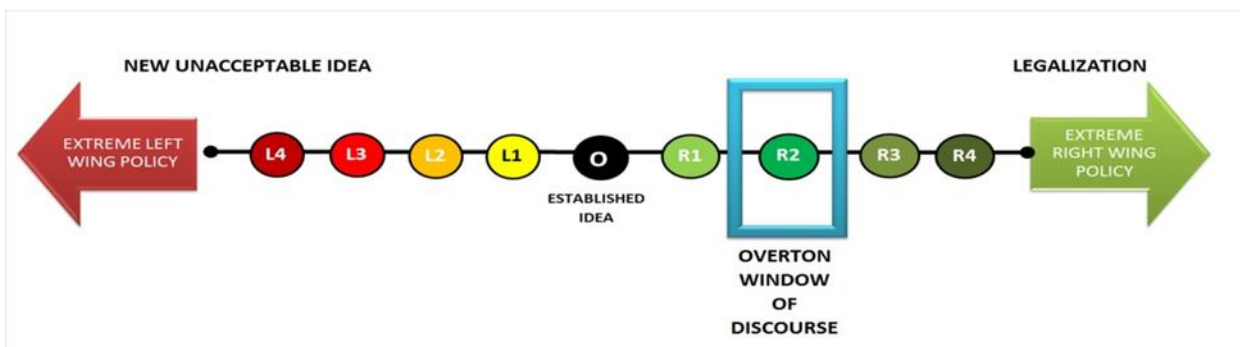 NEW UNACCEPTABLE IDEA
LEGALIZATION
EXTREME LEFT
WING POLICY
L4
L3
L2
L1
O
R1
R2
R3
R4
EXTREME
RIGHT WING
POLICY
ESTABLISHED
IDEA
OVERTON
WINDOW
OF
DISCOURSE